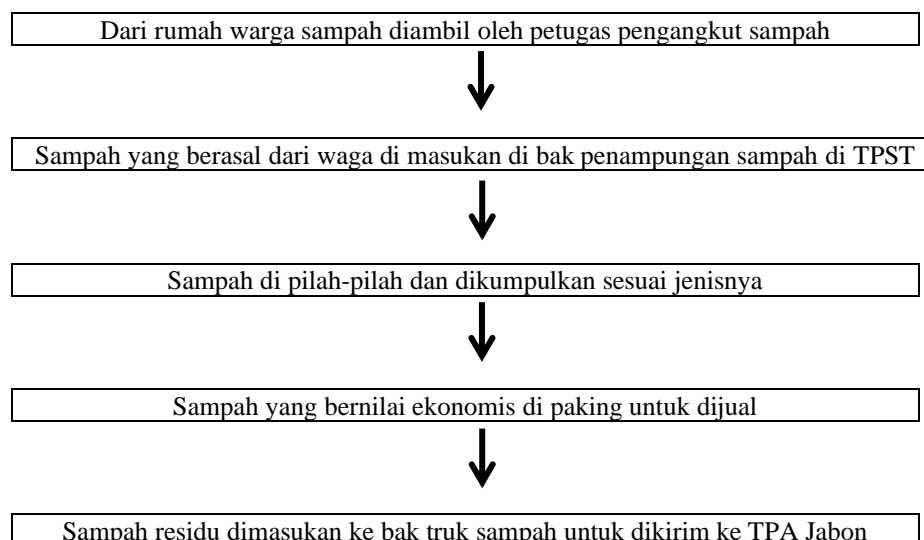 Dari rumah warga sampah diambil oleh petugas pengangkut sampah
Sampah yang berasal dari waga di masukan di bak penampungan sampah di TPST
Sampah di pilah-pilah dan dikumpulkan sesuai jenisnya
Sampah yang bernilai ekonomis di paking untuk dijual
Sampah residu dimasukan ke bak truk sampah untuk dikirim ke TPA Jabon